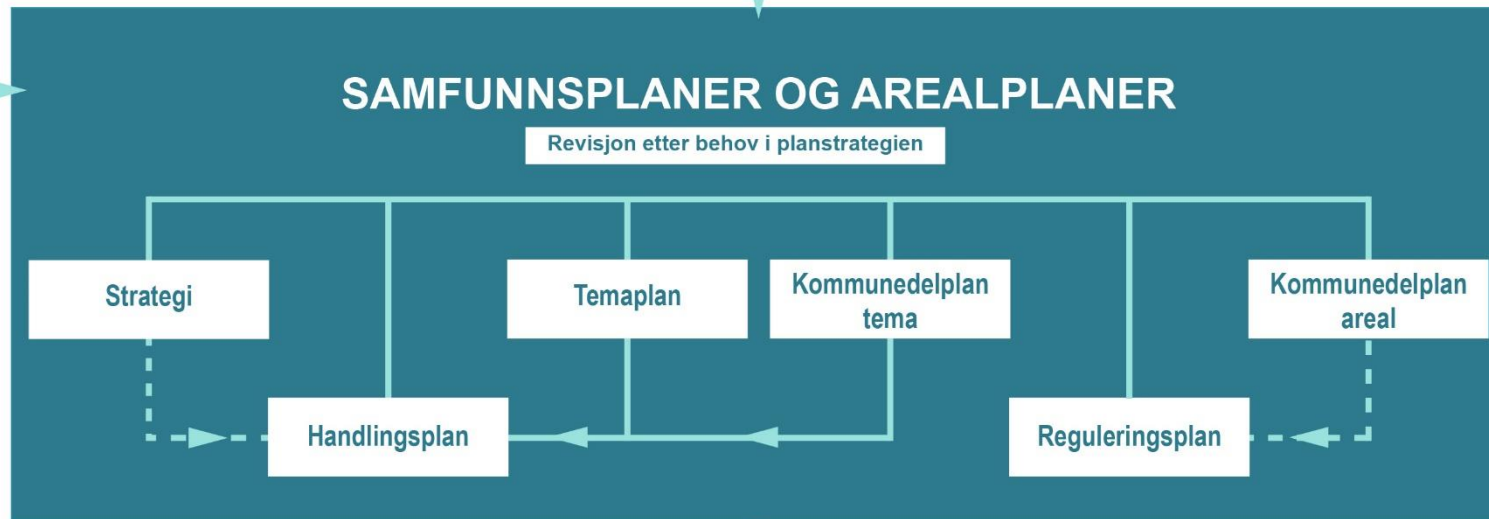 SAMFUNNSPLANER OG AREALPLANER
Revisjon etter behov i planstrategien
Strategi
Temaplan
Kommunedelplan
tema
Kommunedelplan
areal
Handlingsplan
Reguleringsplan